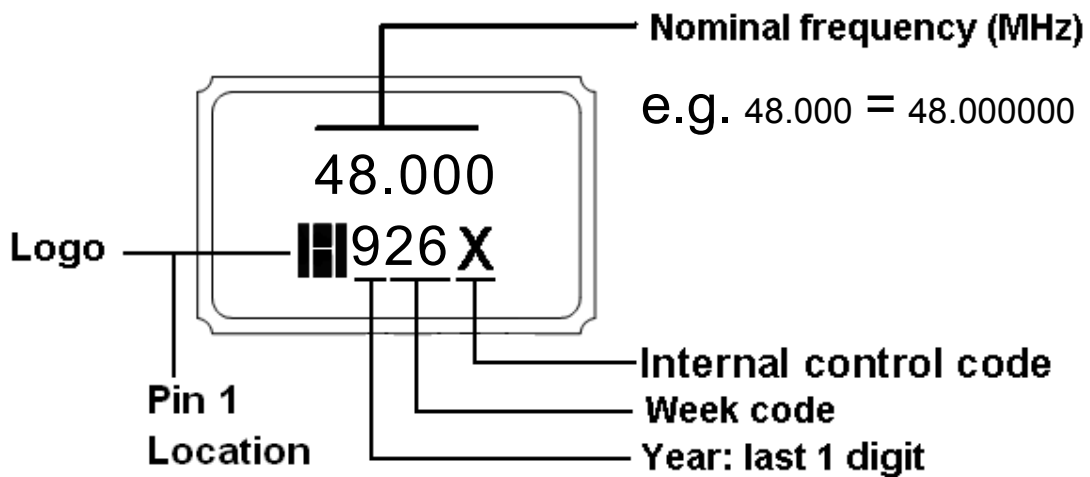 Nominal frequency (MHz)
e.g. 48.000 = 48.000000
48.000
Logo
926 X
Internal control code
Pin 1
Location
Week code
Year: last 1 digit